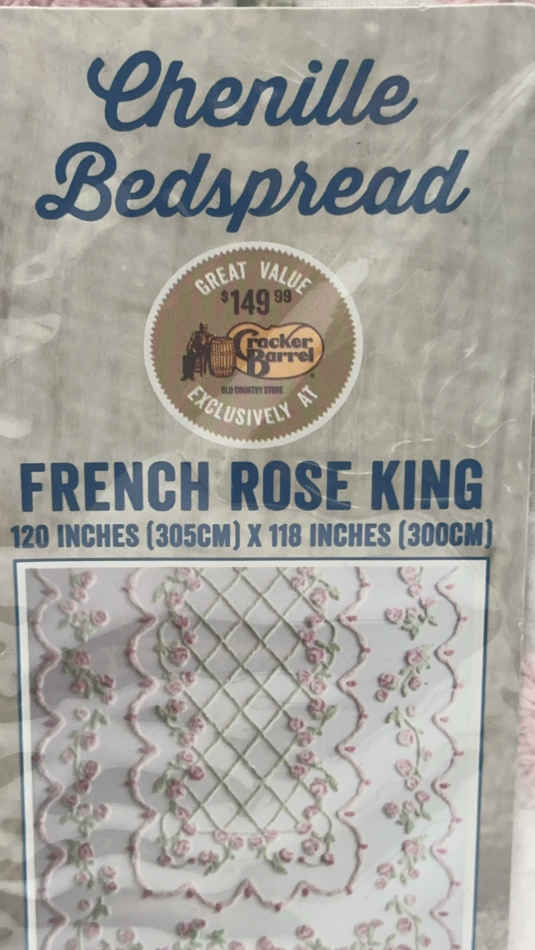 Chenille
Bedspread
GREAT VALUE
$149 99
Cracker
Barrel
OLD COUNTRY STORE
EXCLUSIVELY AT
FRENCH ROSE KING
120 INCHES (305CM) X 118 INCHES (300CM)